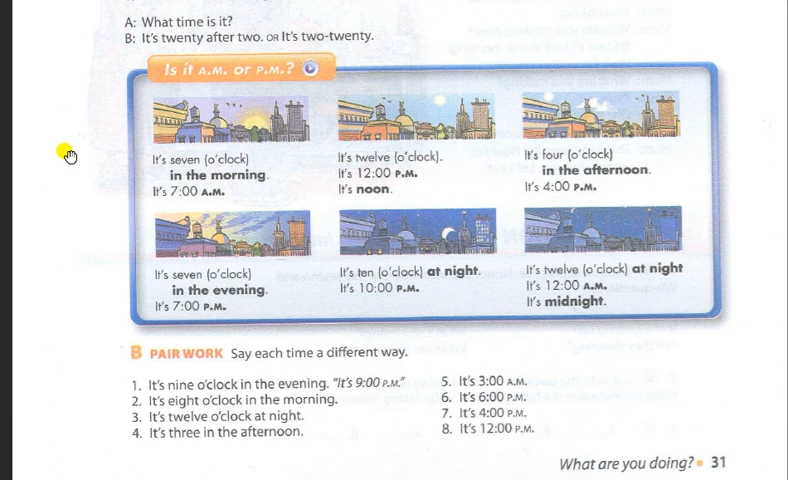 A: What time is it?
B: It's twenty after two. OR It's two-twenty.
Is it A.M. or P.M.?
It's seven (o'clock)
in the morning.
It's 7:00 A.M.
It's twelve (o'clock).
It's 12:00 P.M.
It's noon.
It's four (o'clock)
in the afternoon.
It's 4:00 P.M.
It's seven (o'clock)
in the evening.
It's 7:00 P.M.
It's ten (o'clock) at night.
It's 10:00 P.M.
It's twelve (o'clock) at night
It's 12:00 A.M.
It's midnight.
B PAIR WORK Say each time a different way.
1. It's nine o'clock in the evening. "It's 9:00 P.M."
2. It's eight o'clock in the morning.
3. It's twelve o'clock at night.
4. It's three in the afternoon.
5. It's 3:00 A.M.
6. It's 6:00 P.M.
7. It's 4:00 P.M.
8. It's 12:00 P.M.
What are you doing? 31